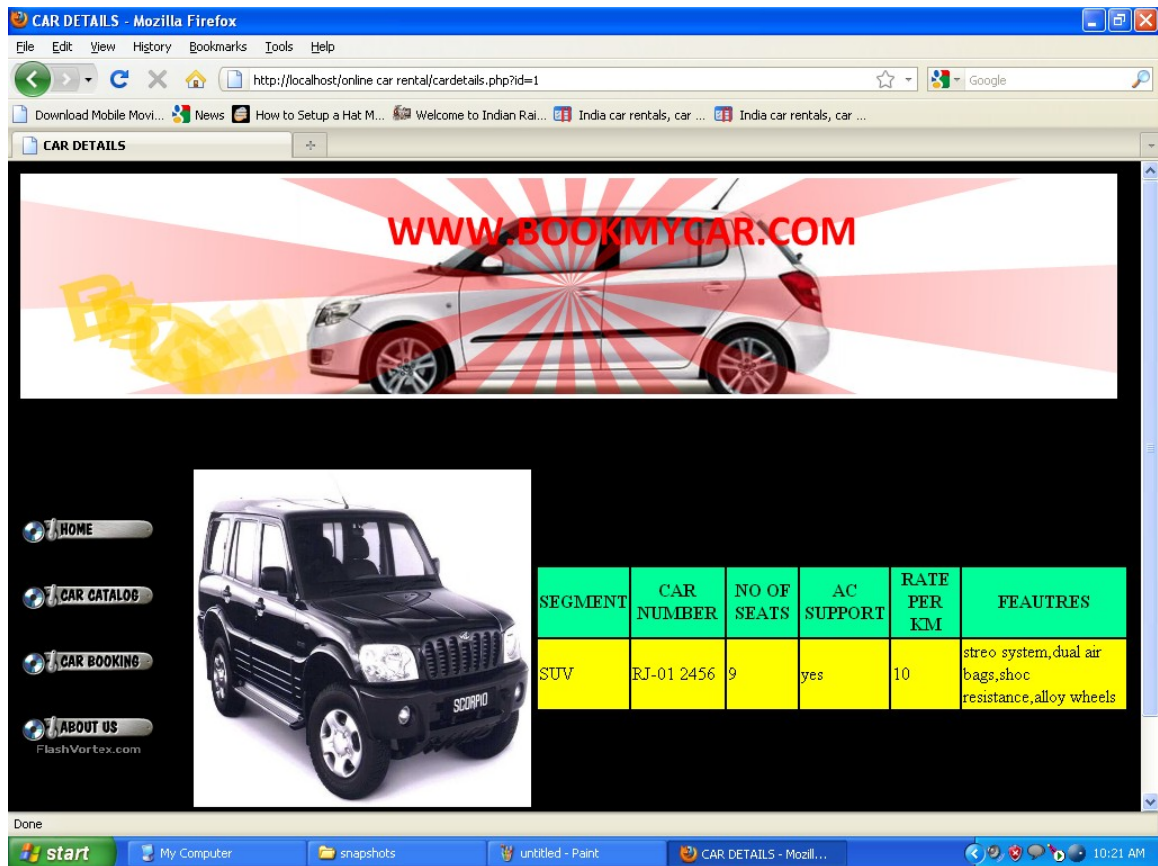 CAR DETAILS - Mozilla Firefox
File Edit View History Bookmarks Tools Help
http://localhost/online car rental/cardetails.php?id=1
Google
Download Mobile Movi... News How to Setup a Hat M... Welcome to Indian Rai... India car rentals, car ... India car rentals, car ...
CAR DETAILS
WWW.BOOKMYCAR.COM
HOME
CAR CATALOG
CAR BOOKING
ABOUT US
FlashVortex.com
SCORPIO
SEGMENT
CAR
NUMBER
NO OF
SEATS
AC
SUPPORT
RATE
PER
KM
FEAUTRES
SUV
RJ-01 2456
9
yes
10
streo system,dual air
bags,shoc
resistance,alloy wheels
Done
start My Computer snapshots untitled - Paint CAR DETAILS - Mozill... 10:21 AM